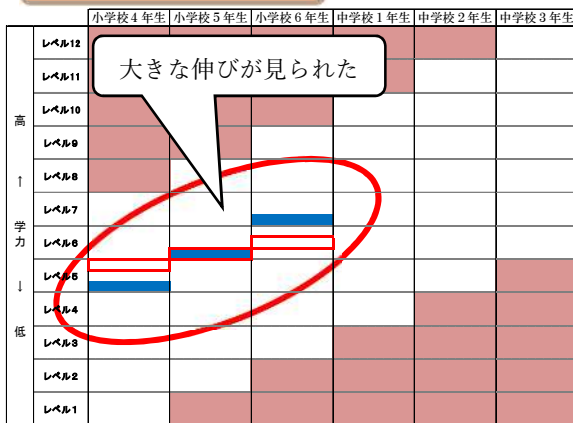 小学校4年生 小学校5年生 小学校6年生 中学校1年生 中学校2年生 中学校3年生
大きな伸びが見られた
高
↑
学力
↓
低
レベル12
レベル11
レベル10
レベル9
レベル8
レベル7
レベル6
レベル5
レベル4
レベル3
レベル2
レベル1